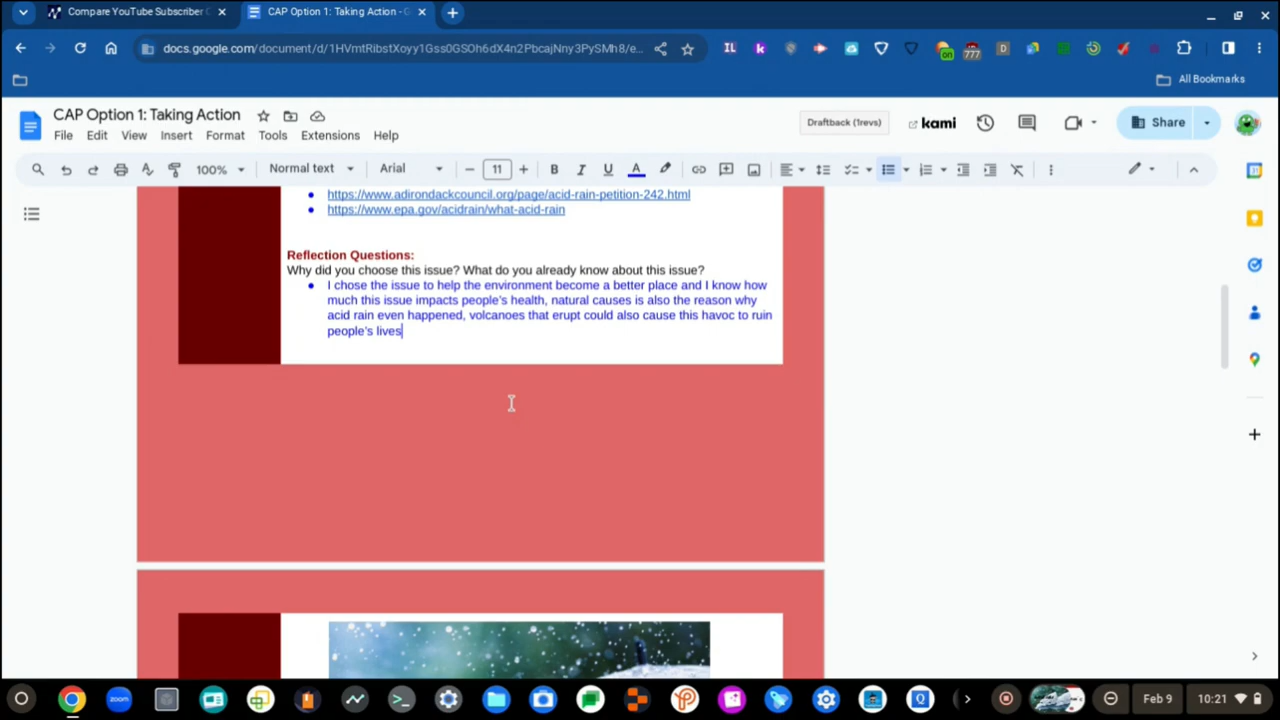 Compare YouTube Subscriber
CAP Option 1: Taking Action -
docs.google.com/document/d/1HVmtRibstXoyy1Gss0GSOh6dX4n2PbcajNny3PySMh8/e...
All Bookmarks
CAP Option 1: Taking Action
File Edit View Insert Format Tools Extensions Help
Draftback (1revs)
kami
Share
100% Normal text Arial 11
https://www.adirondackcouncil.org/page/acid-rain-petition-242.html
https://www.epa.gov/acidrain/what-acid-rain
Reflection Questions:
Why did you choose this issue? What do you already know about this issue?
I chose the issue to help the environment become a better place and I know how
much this issue impacts people's health, natural causes is also the reason why
acid rain even happened, volcanoes that erupt could also cause this havoc to ruin
people's lives
zoom
Feb 9
10:21